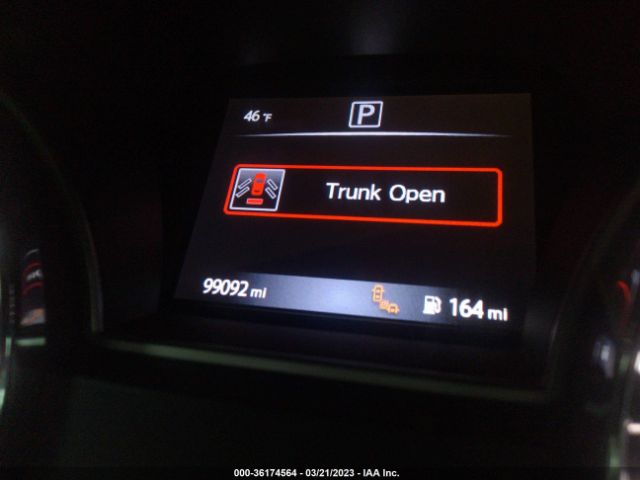 46 °F
P
Trunk Open
99092 mi
164 mi
000-36174564 - 03/21/2023 - IAA Inc.